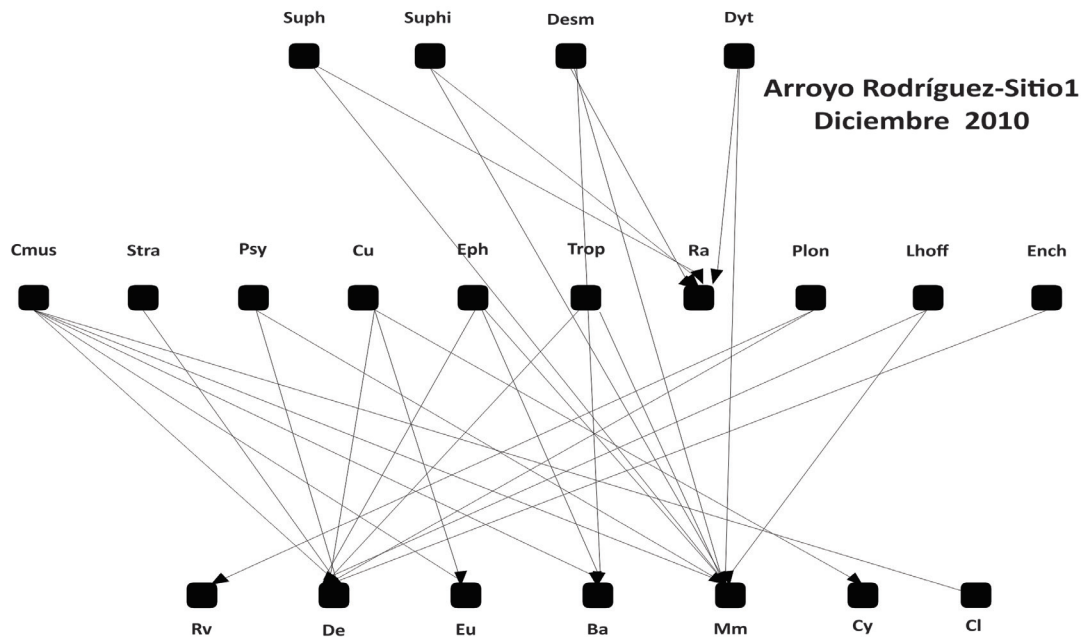 Suph Suphi Desm Dyt
Arroyo Rodríguez-Sitio1
Diciembre 2010
Cmus Stra Psy Cu Eph Trop Ra Plon Lhoff Ench
Rv De Eu Ba Mm Cy Cl